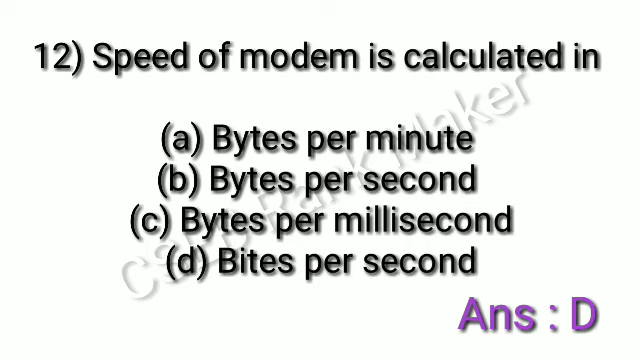 12) Speed of modem is calculated in
(a) Bytes per minute
(b) Bytes per second
(c) Bytes per millisecond
(d) Bites per second
Ans : D